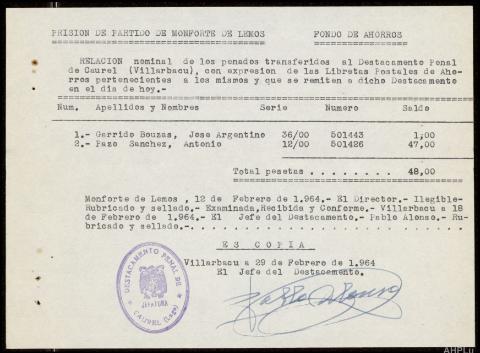 PRISION DE PARTIDO DE MONFORTE DE LEMOS FONDO DE AHORROS
RELACION nominal de los penados transferidos al Destacamento Penal
de Caurel (Villarbacu), con expresion de las Libretas Postales de Aho-
rros pertenecientes a los mismos y que se remiten a dicho Destacamento
en el dia de hoy.-
Num. Apellidos y Nombres Serie Numero Saldo
1.- Garrido Bouzas, Jose Argentino 36/00 501443 1,00
2.- Pazo Sanchez, Antonio 12/00 501426 47,00
Total pesetas . . . . . . . . 48,00
Monforte de Lemos, 12 de Febrero de 1.964.- El Director.- Ilegible-
Rubricado y sellado.- Examinada,Recibida y Conforme.- Villarbacu a 18
de Febrero de 1.964.- El Jefe del Destacamento.- Pablo Alonso.- Ru-
bricado y sellado.-. . . . . . . . . . . . . . . . . . . . . . . .
ES COPIA
Villarbacu a 29 de Febrero de 1.964
El Jefe del Destacamento.
Pablo Alonso
DESTACAMENTO PENAL DE
JEFATURA
CAUREL (Lugo)
AHPLu